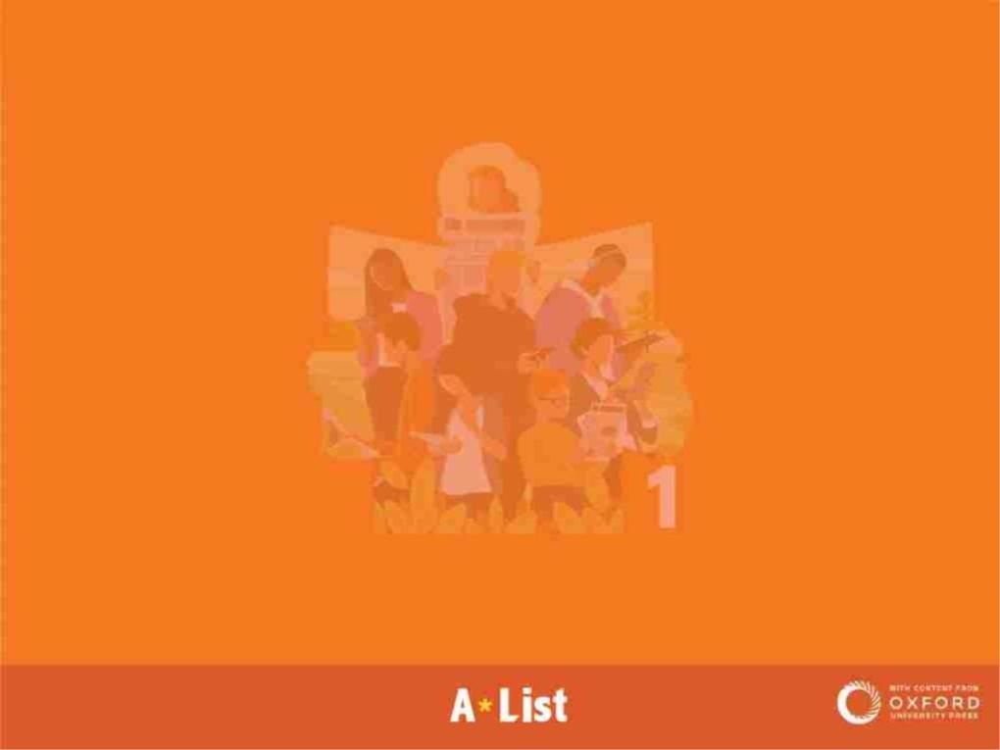 1
A*List
WITH CONTENT FROM
OXFORD
UNIVERSITY PRESS